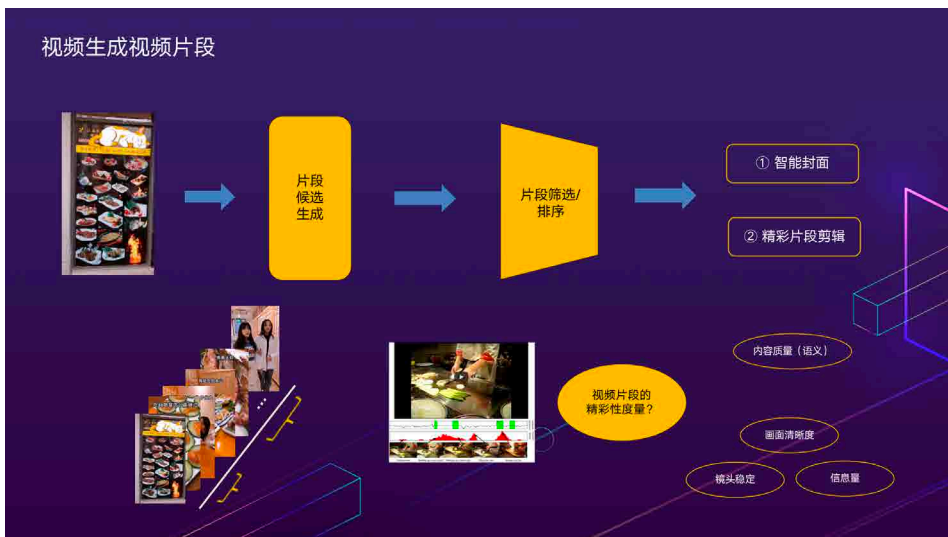 视频生成视频片段
片段
候选
生成
片段筛选/
排序
① 智能封面
② 精彩片段剪辑
视频片段的
精彩性度量?
内容质量（语义）
画面清晰度
镜头稳定
信息量